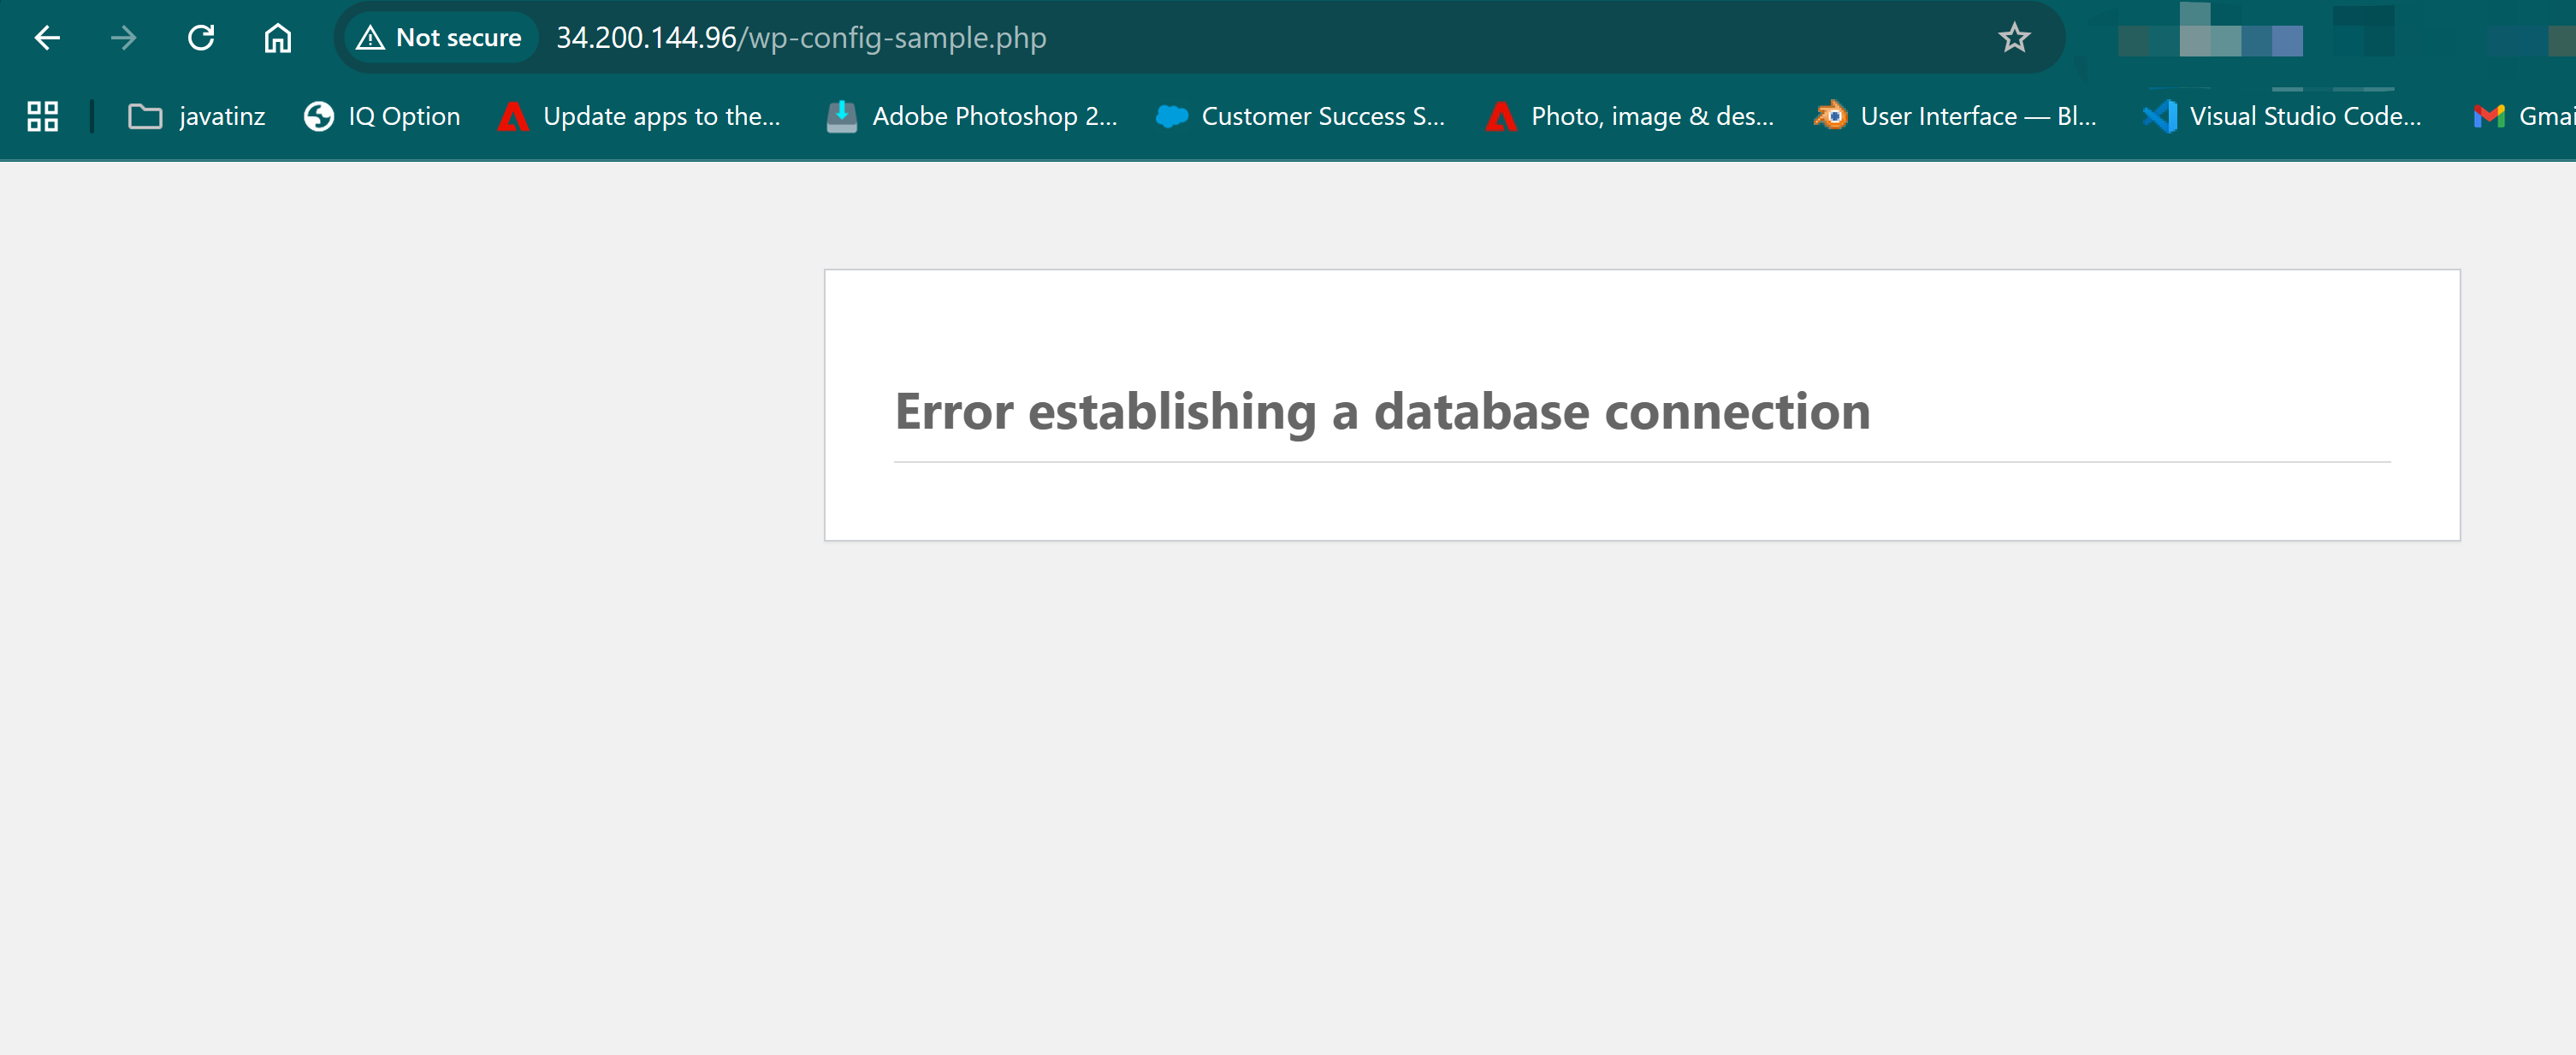 Not secure 34.200.144.96/wp-config-sample.php
javatinz IQ Option Update apps to the... Adobe Photoshop 2... Customer Success S... Photo, image & des... User Interface — Bl... Visual Studio Code... Gmai
Error establishing a database connection